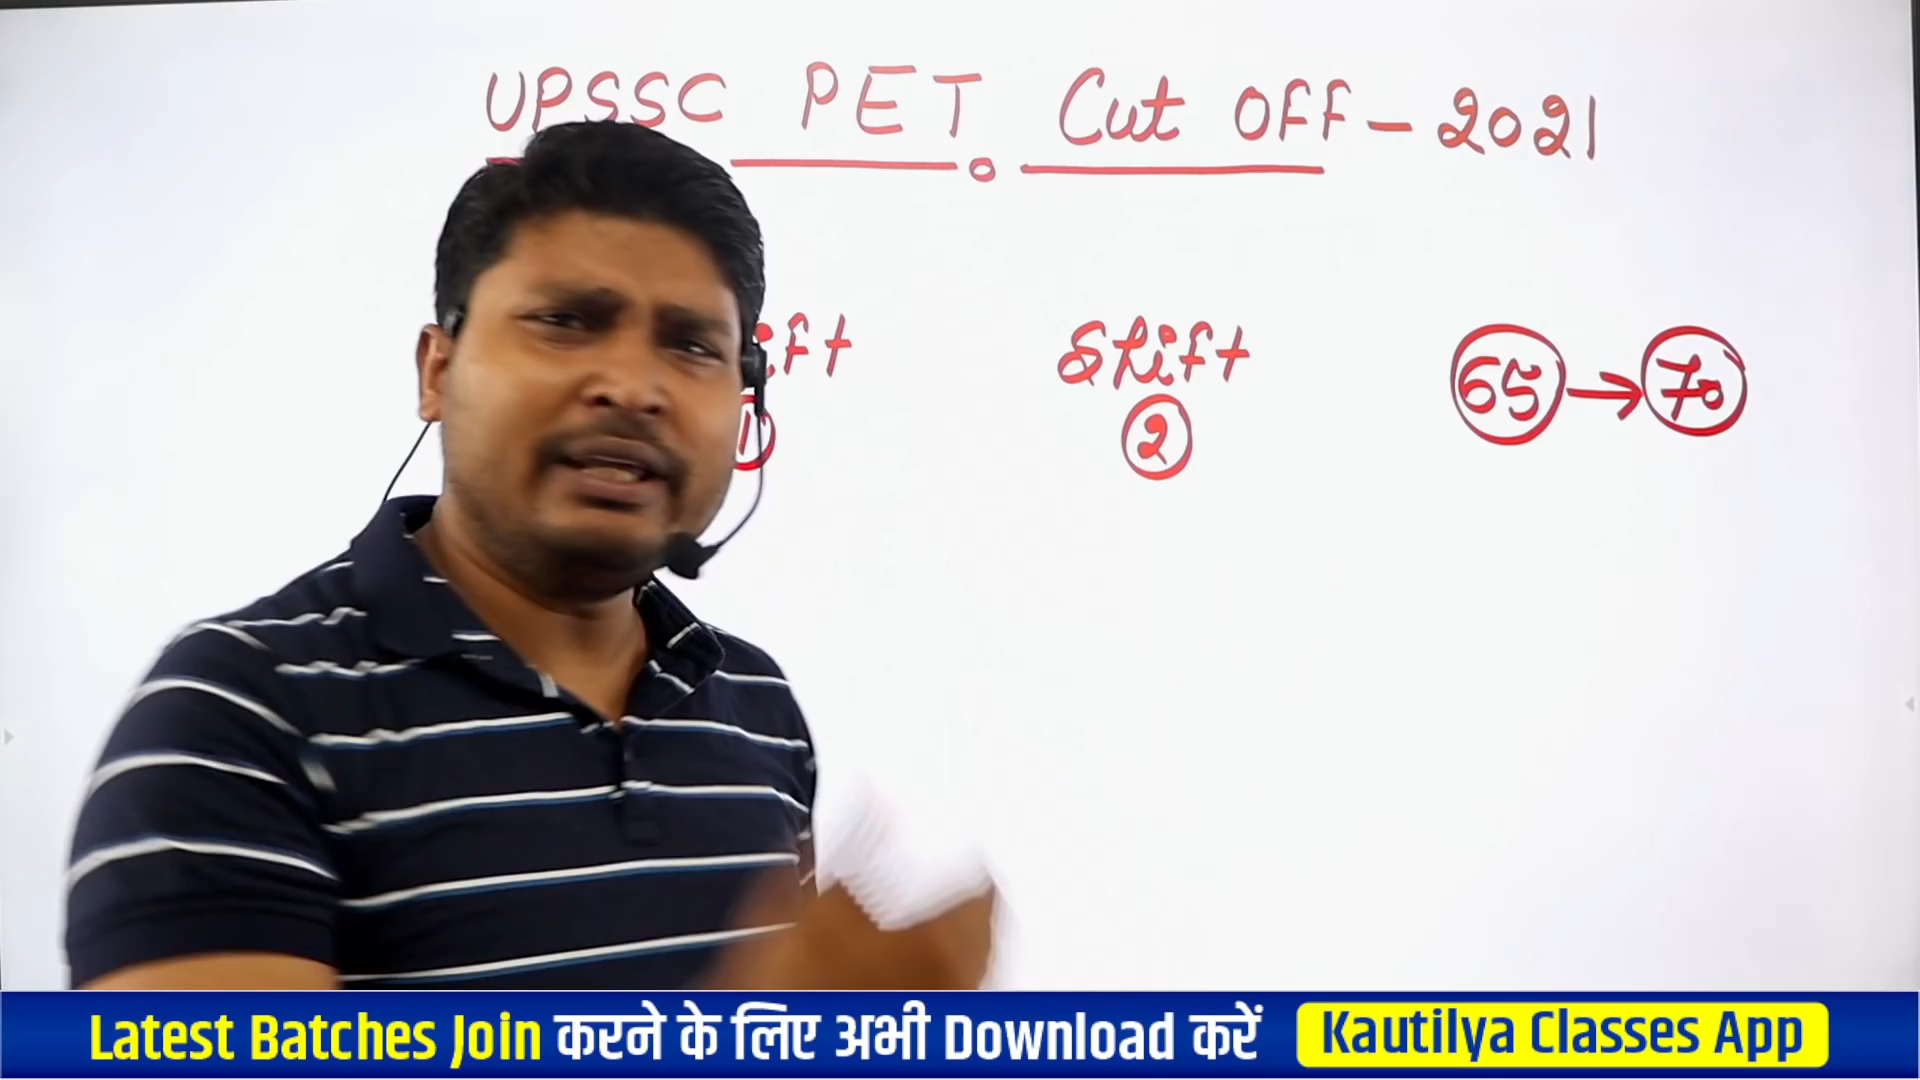 UPSSC PET Cut OFF - 2021
Shift 65 → 70
① 2
Latest Batches Join करने के लिए अभी Download करें Kautilya Classes App